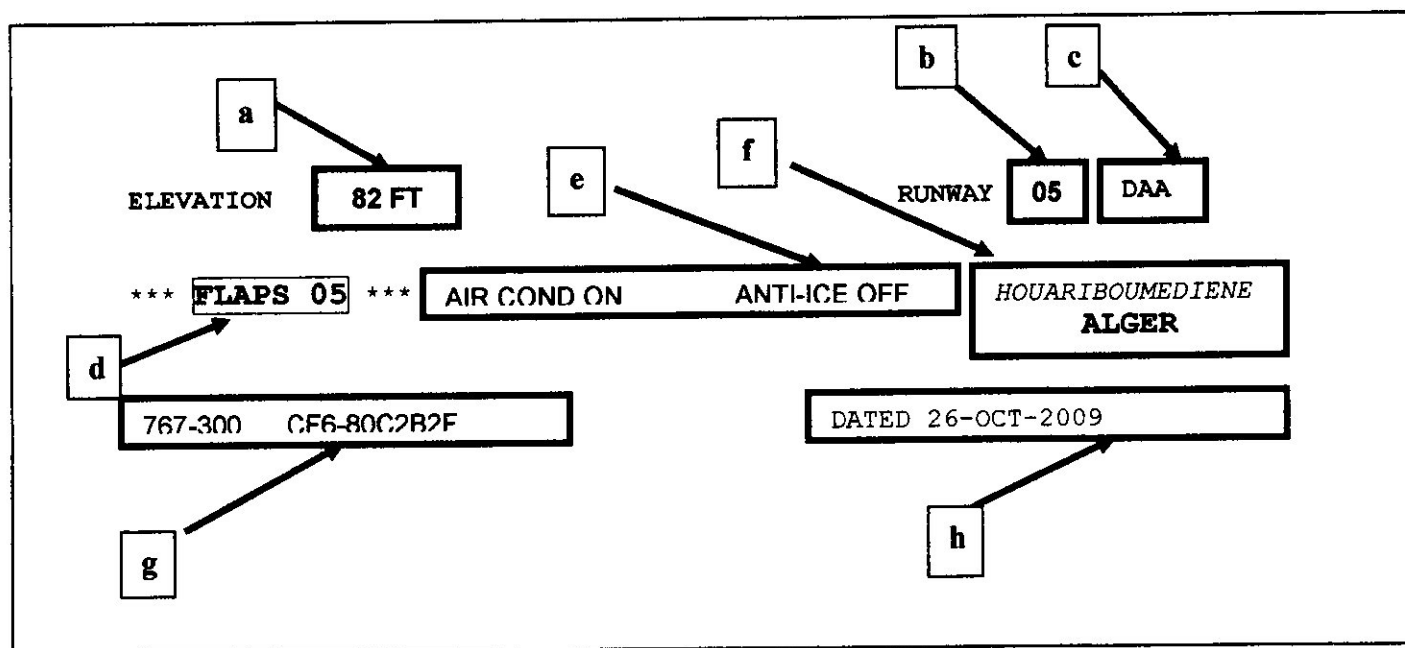 b c
a
f
e
ELEVATION 82 FT RUNWAY 05 DAA
*** FLAPS 05 *** AIR COND ON ANTI-ICE OFF HOUARIBOUMEDIENE
ALGER
d
767-300 CF6-80C2B2F DATED 26-OCT-2009
g h